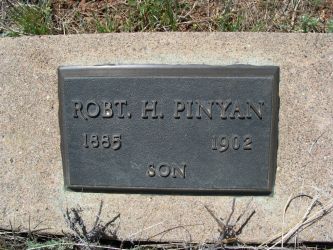 ROBT. H. PINYAN
1885 1902
SON